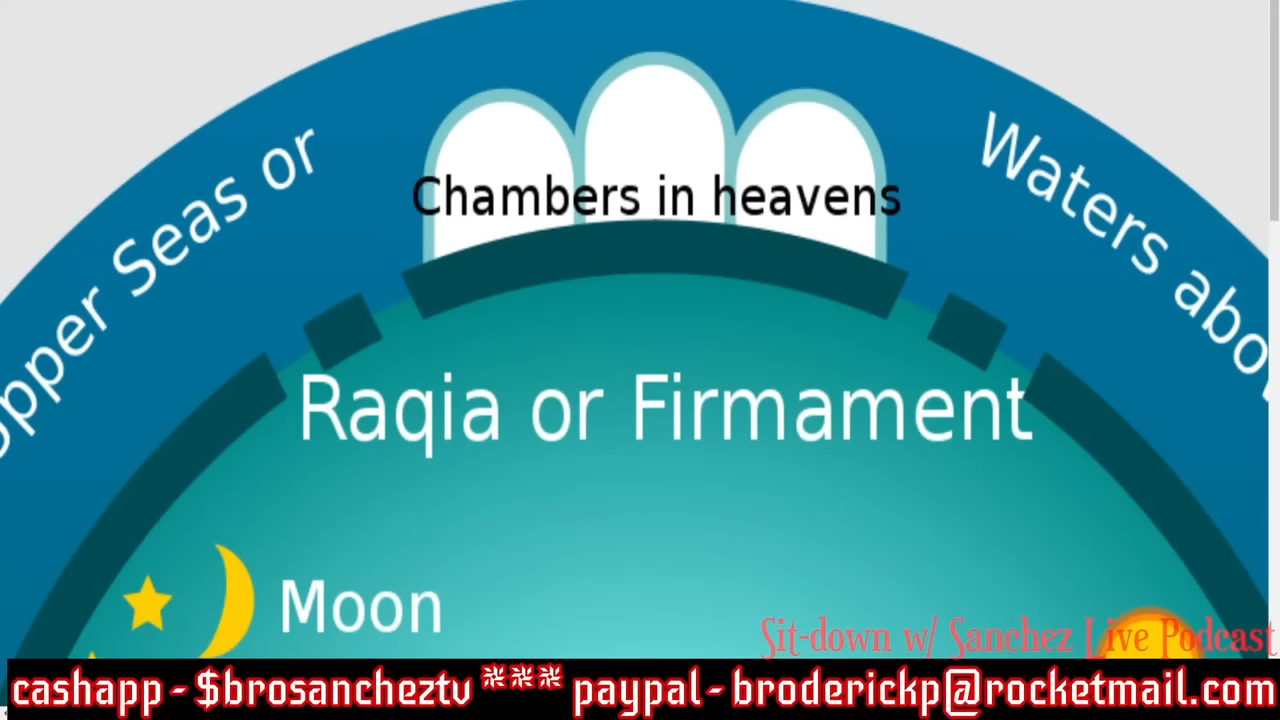 pper Seas or
Waters abo
Chambers in heavens
Raqia or Firmament
Moon
Sit-down w/ Sanchez Live Podcast
cashapp - $brosancheztv *** paypal - broderickp@rocketmail.com